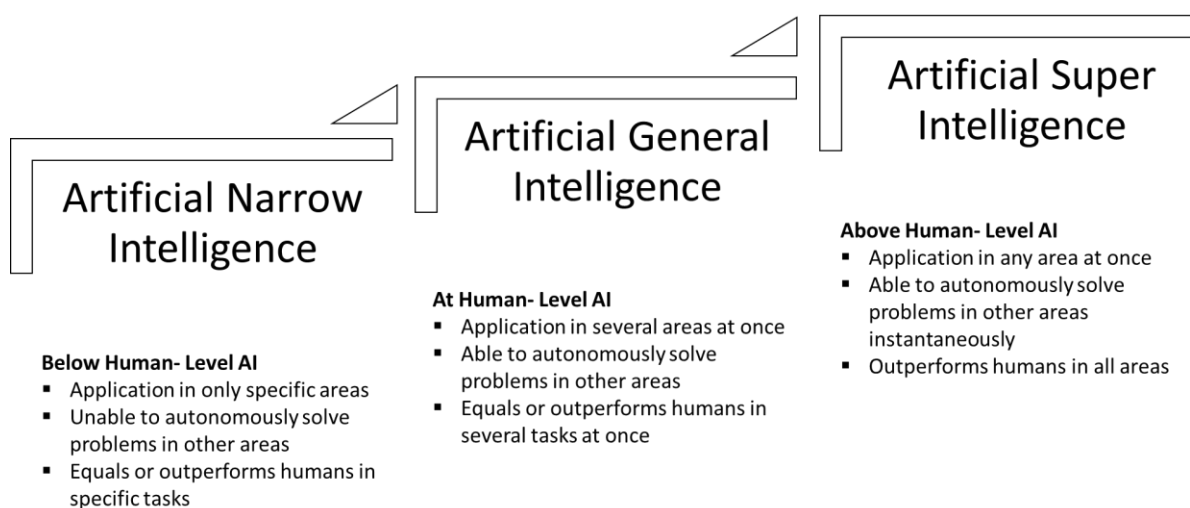 Artificial Narrow
Intelligence
Below Human- Level AI
▪ Application in only specific areas
▪ Unable to autonomously solve
problems in other areas
▪ Equals or outperforms humans in
specific tasks
Artificial General
Intelligence
At Human- Level AI
▪ Application in several areas at once
▪ Able to autonomously solve
problems in other areas
▪ Equals or outperforms humans in
several tasks at once
Artificial Super
Intelligence
Above Human- Level AI
▪ Application in any area at once
▪ Able to autonomously solve
problems in other areas
instantaneously
▪ Outperforms humans in all areas